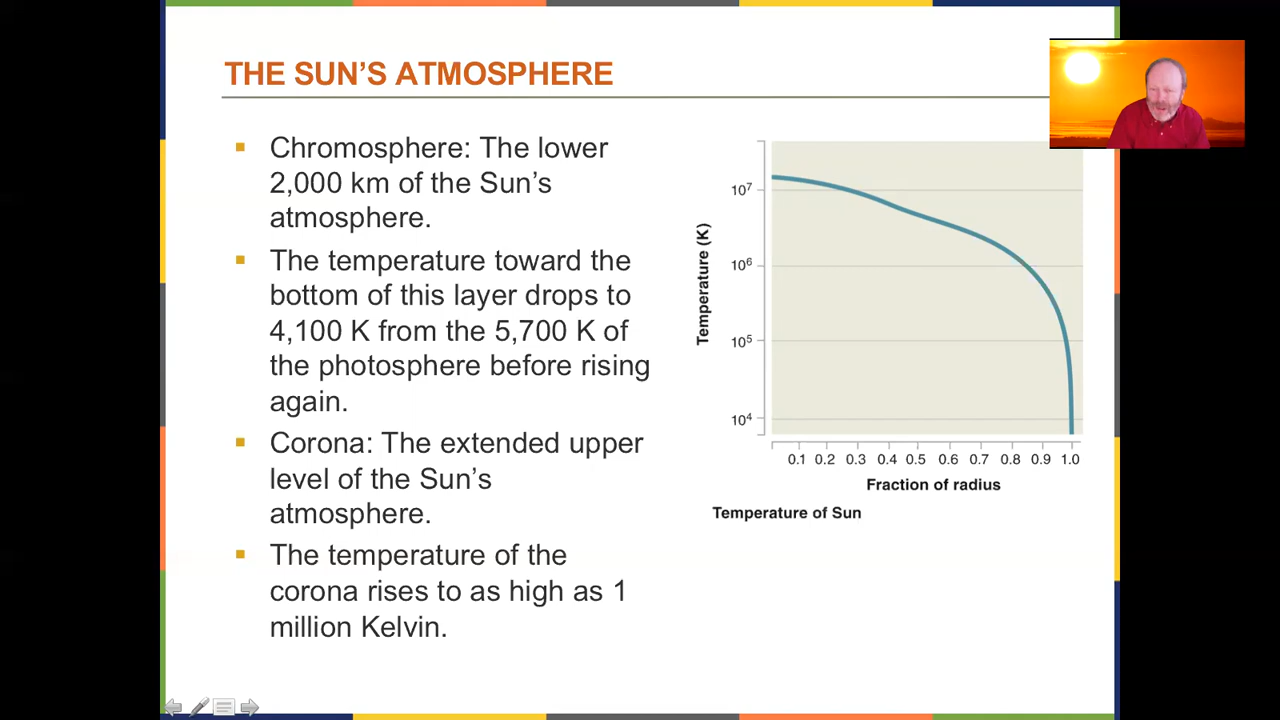 THE SUN'S ATMOSPHERE
Chromosphere: The lower
2,000 km of the Sun's
atmosphere.
The temperature toward the
bottom of this layer drops to
4,100 K from the 5,700 K of
the photosphere before rising
again.
Corona: The extended upper
level of the Sun's
atmosphere.
The temperature of the
corona rises to as high as 1
million Kelvin.
Temperature (K)
10⁷
10⁶
10⁵
10⁴
0.1 0.2 0.3 0.4 0.5 0.6 0.7 0.8 0.9 1.0
Fraction of radius
Temperature of Sun